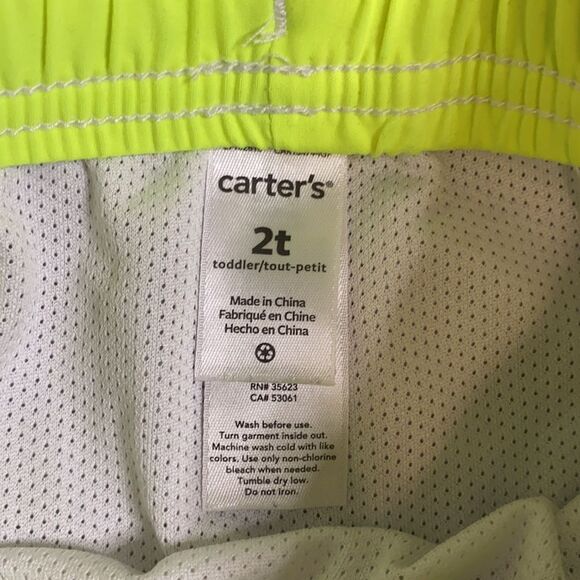 carter's®
2t
toddler/tout-petit
Made in China
Fabriqué en Chine
Hecho en China
RN# 35623
CA# 53061
Wash before use.
Turn garment inside out.
Machine wash cold with like
colors. Use only non-chlorine
bleach when needed.
Tumble dry low.
Do not iron.